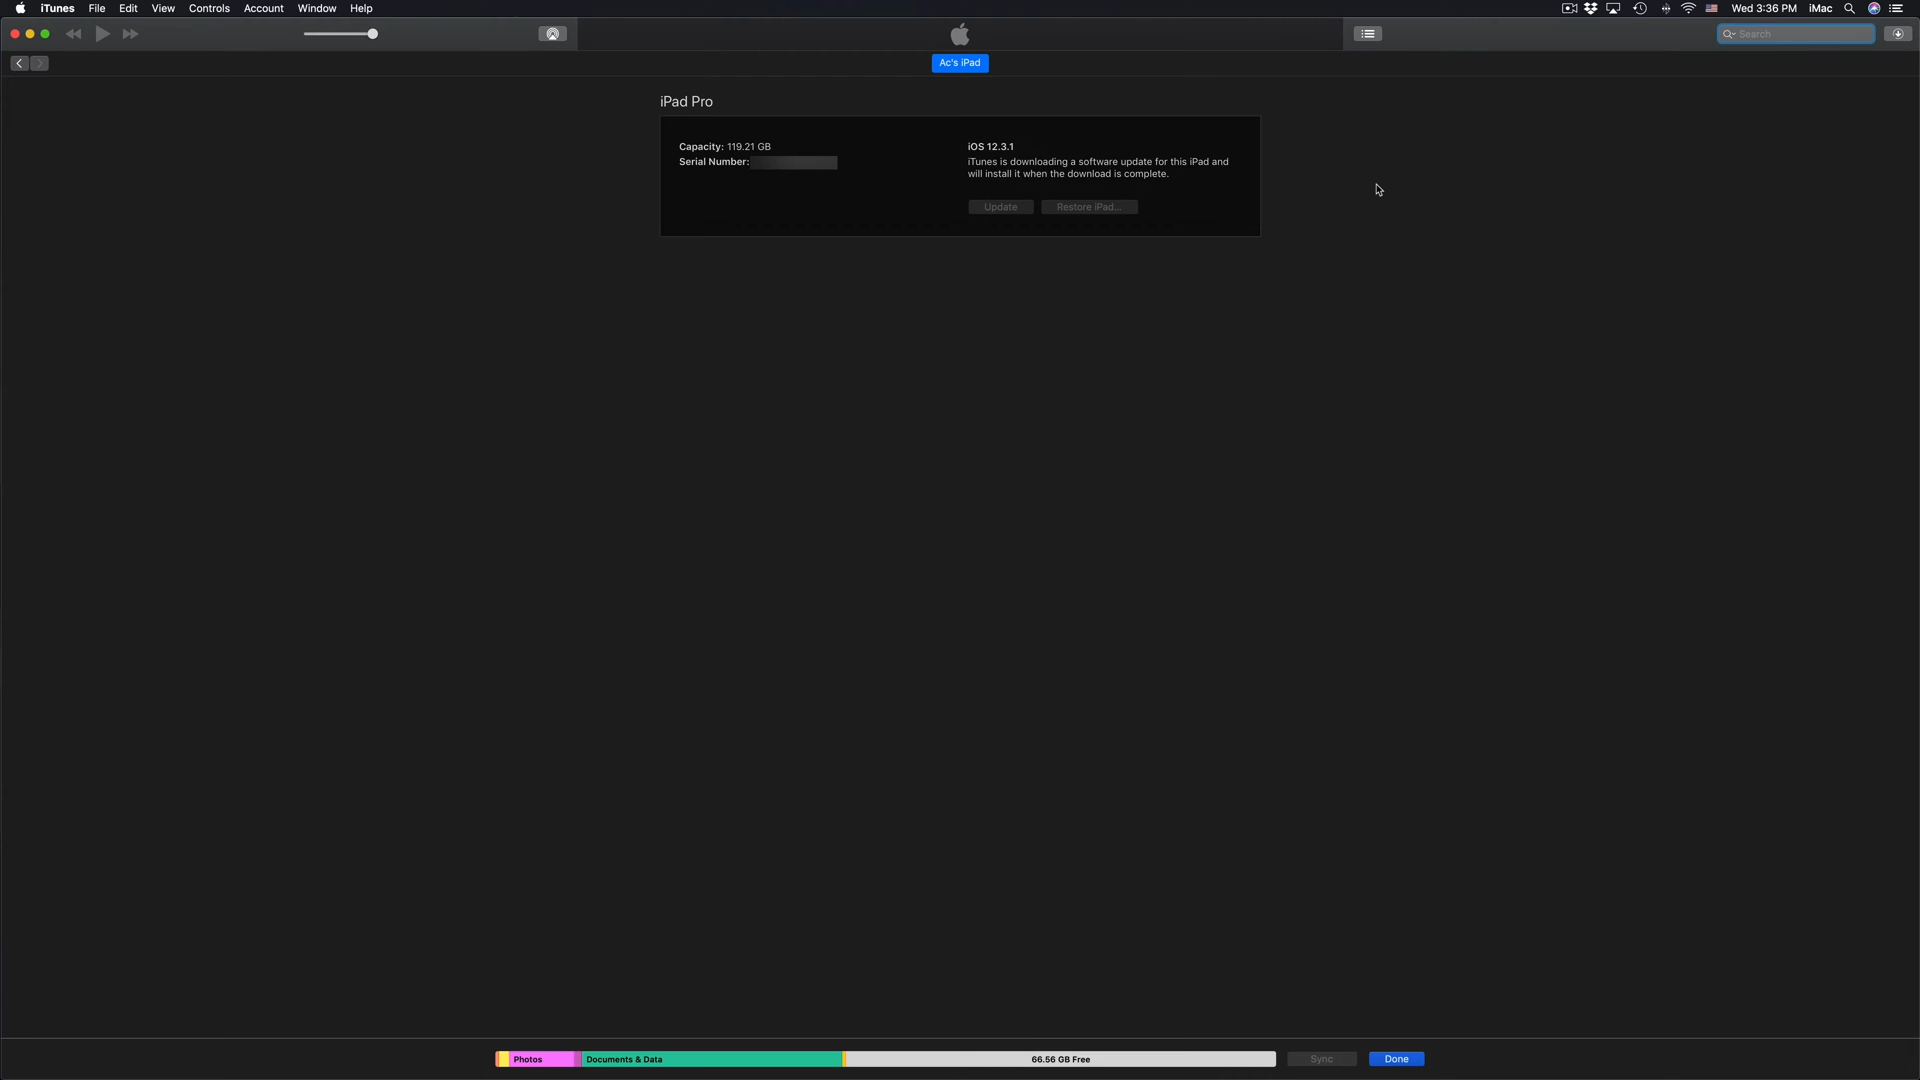 iTunes File Edit View Controls Account Window Help Wed 3:36 PM iMac
Search
Ac's iPad
iPad Pro
Capacity: 119.21 GB
Serial Number:
iOS 12.3.1
iTunes is downloading a software update for this iPad and
will install it when the download is complete.
Update Restore iPad...
Photos Documents & Data 66.56 GB Free Sync Done